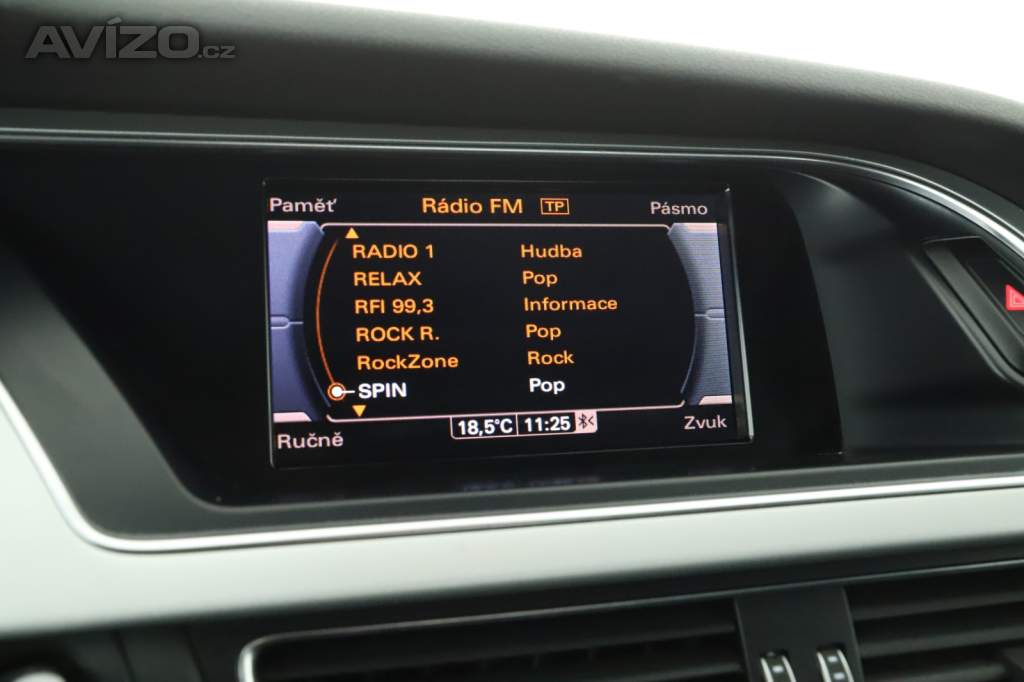 AVÍZO.cz
Paměť Rádio FM TP Pásmo
RADIO 1 Hudba
RELAX Pop
RFI 99,3 Informace
ROCK R. Pop
RockZone Rock
SPIN Pop
Ručně 18,5°C 11:25 Zvuk